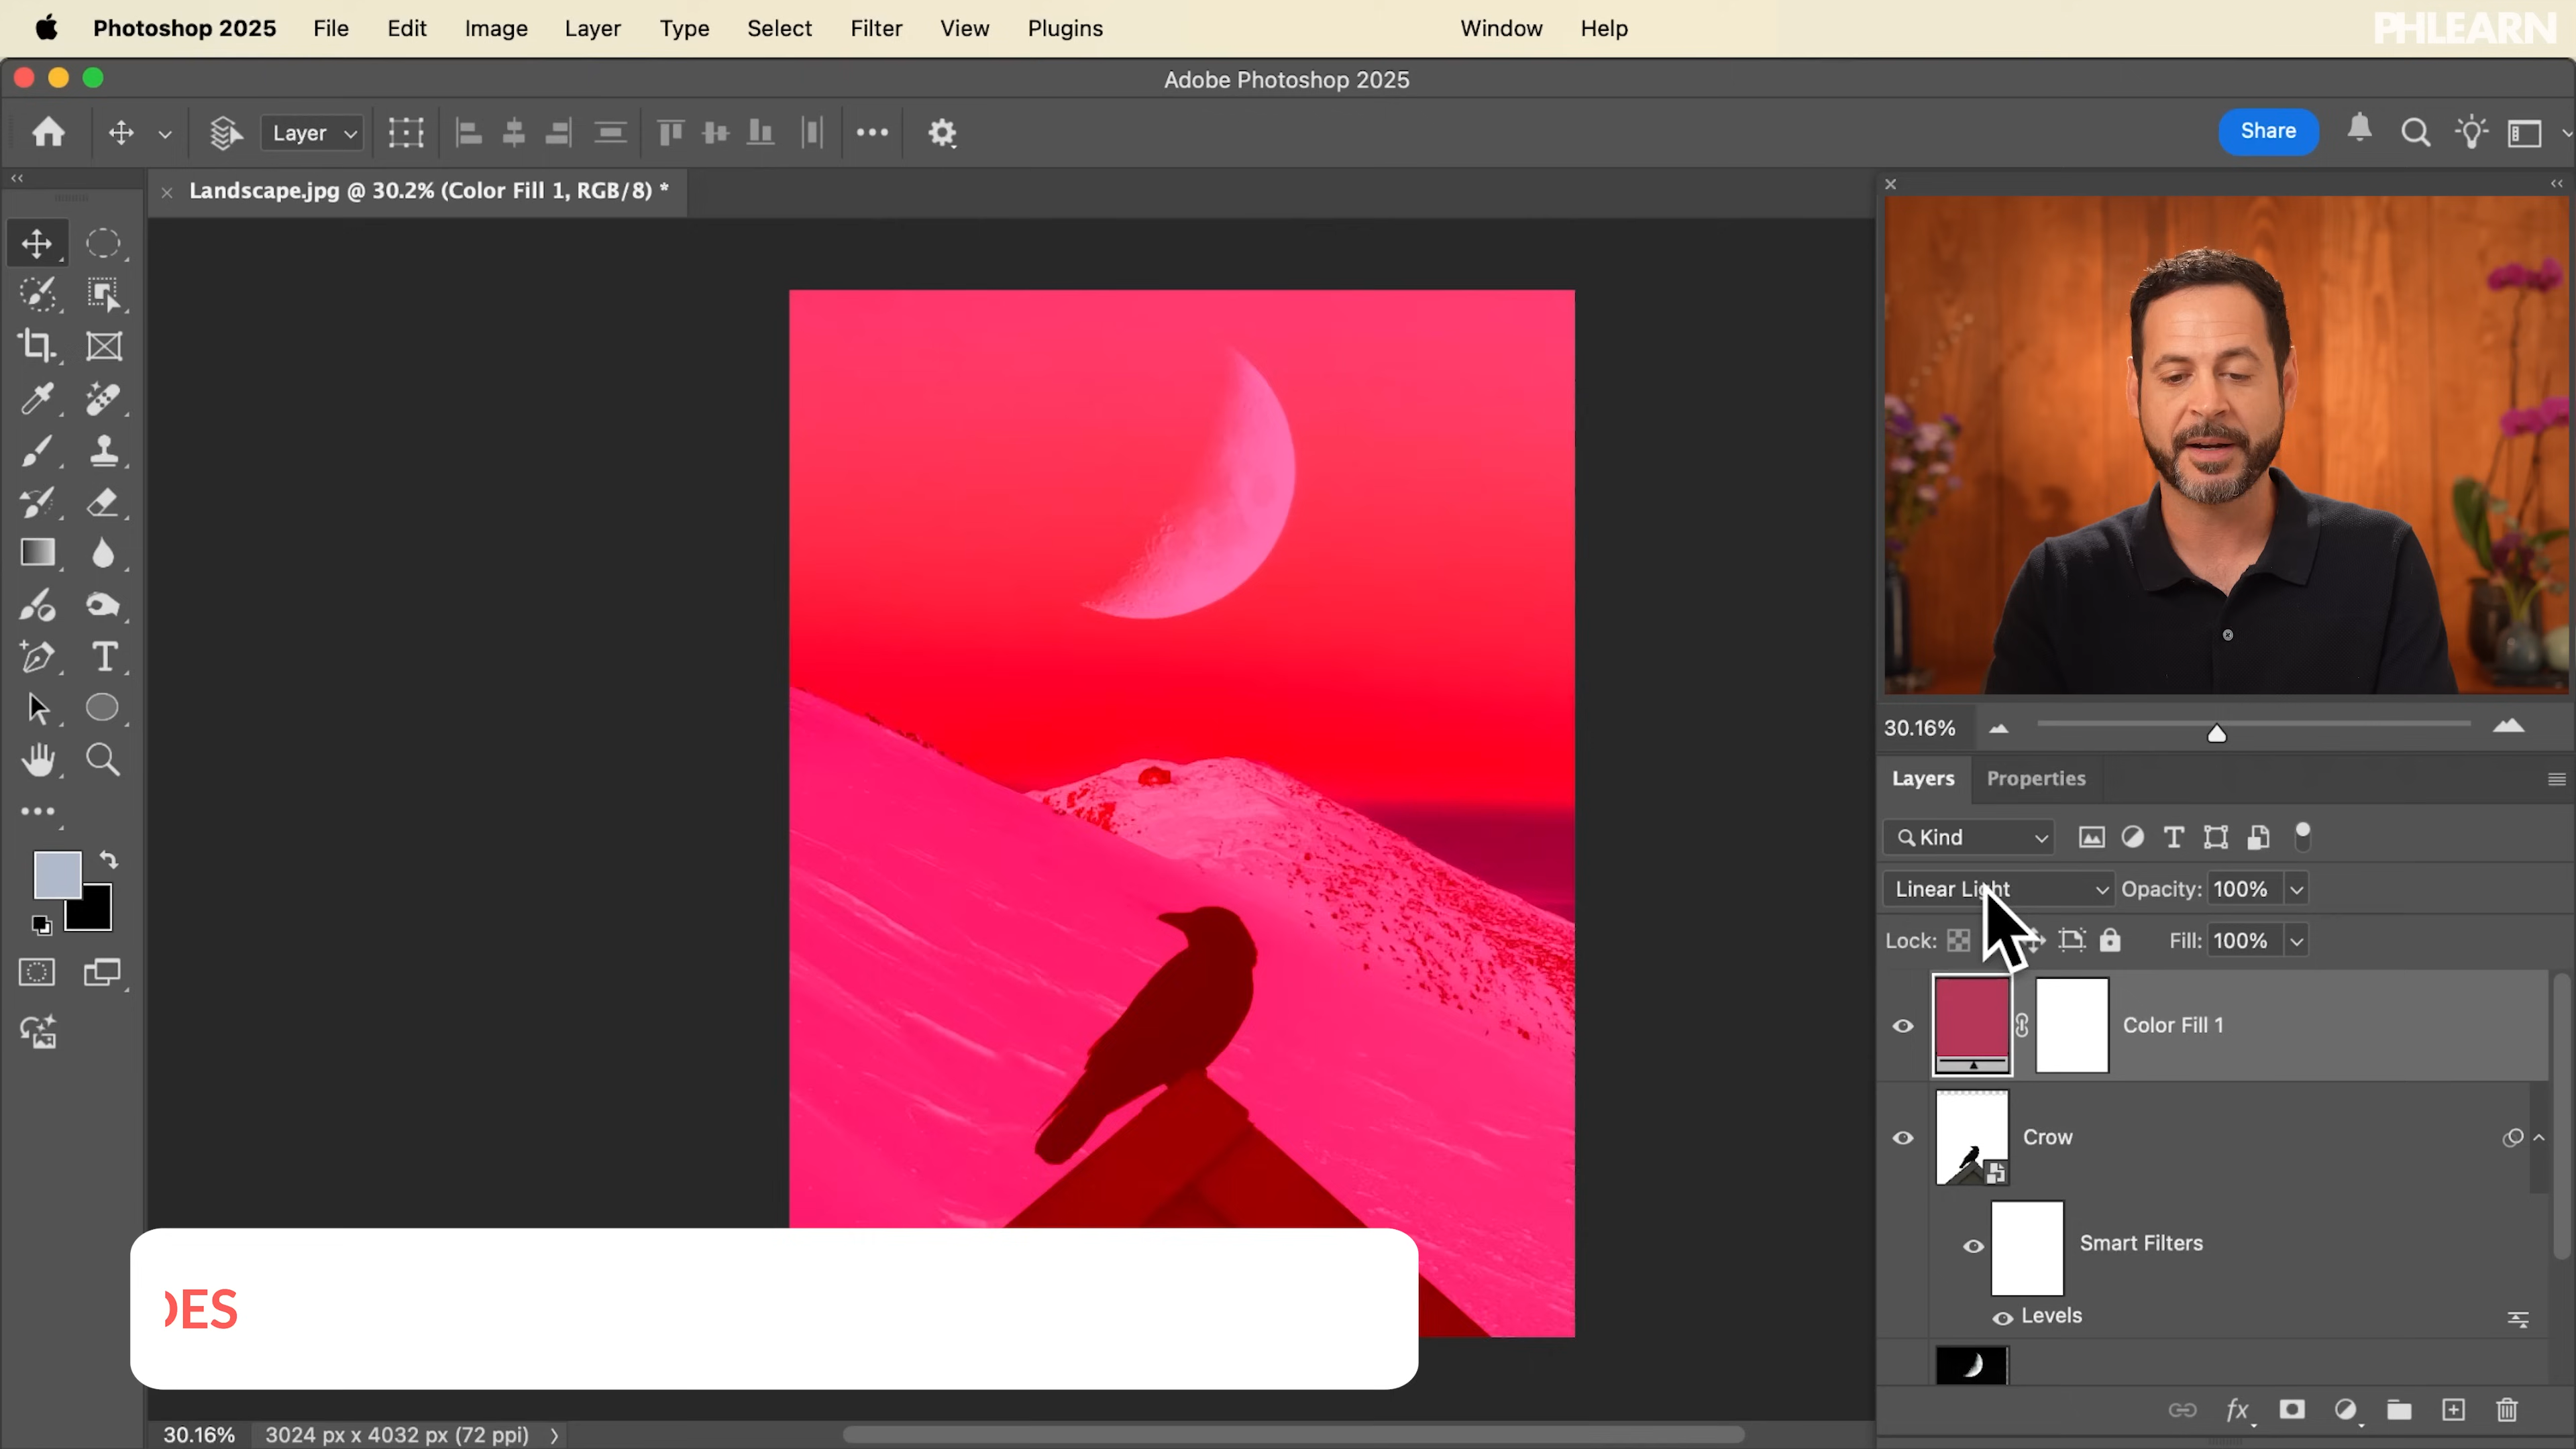 Photoshop 2025 File Edit Image Layer Type Select Filter View Plugins Window Help
PHLEARN
Adobe Photoshop 2025
Layer
Share
Landscape.jpg @ 30.2% (Color Fill 1, RGB/8) *
30.16%
Layers Properties
Kind
Linear Light Opacity: 100%
Lock: Fill: 100%
Color Fill 1
Crow
Smart Filters
Levels
fx
DES
30.16% 3024 px x 4032 px (72 ppi)